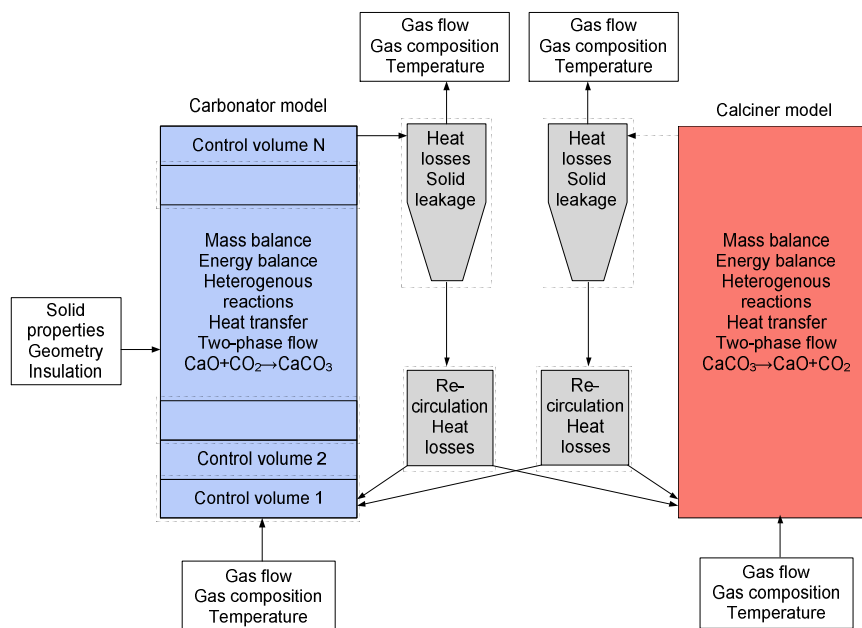 Gas flow
Gas composition
Temperature
Gas flow
Gas composition
Temperature
Carbonator model
Calciner model
Control volume N
Heat
losses
Solid
leakage
Heat
losses
Solid
leakage
Mass balance
Energy balance
Heterogenous
reactions
Heat transfer
Two-phase flow
CaO+CO₂→CaCO₃
Mass balance
Energy balance
Heterogenous
reactions
Heat transfer
Two-phase flow
CaCO₃→CaO+CO₂
Solid
properties
Geometry
Insulation
Re-
circulation
Heat
losses
Re-
circulation
Heat
losses
Control volume 2
Control volume 1
Gas flow
Gas composition
Temperature
Gas flow
Gas composition
Temperature